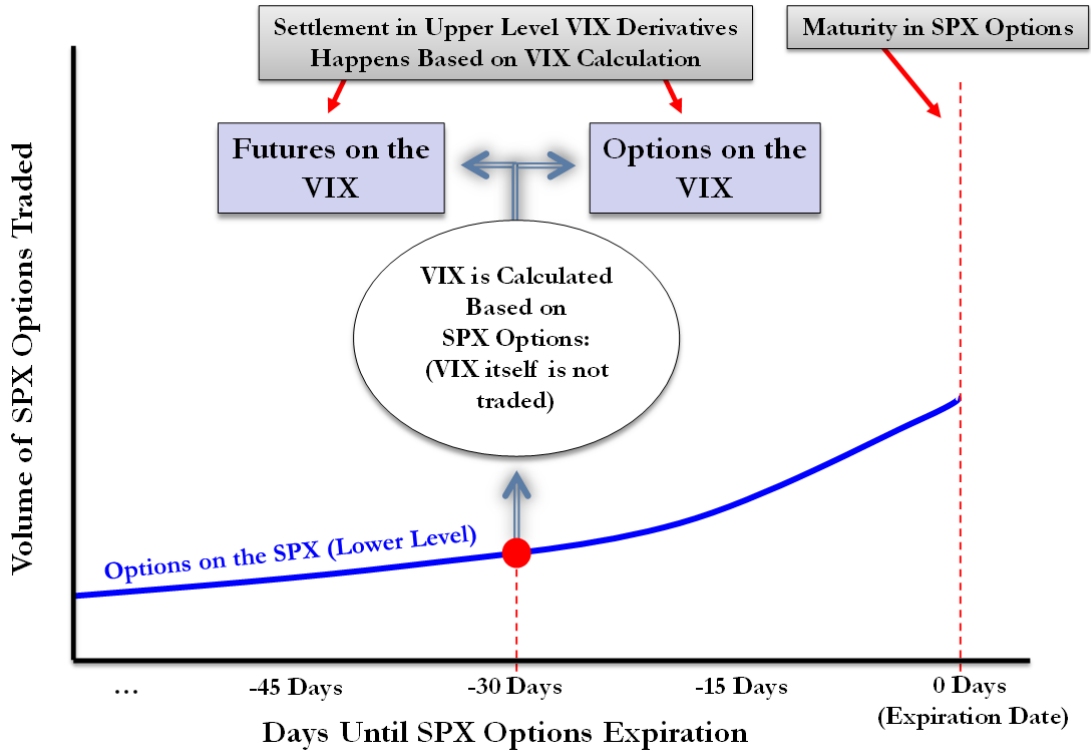 Settlement in Upper Level VIX Derivatives
Happens Based on VIX Calculation
Maturity in SPX Options
Futures on the
VIX
Options on the
VIX
VIX is Calculated
Based on
SPX Options:
(VIX itself is not
traded)
Volume of SPX Options Traded
Options on the SPX (Lower Level)
...
-45 Days
-30 Days
-15 Days
0 Days
(Expiration Date)
Days Until SPX Options Expiration